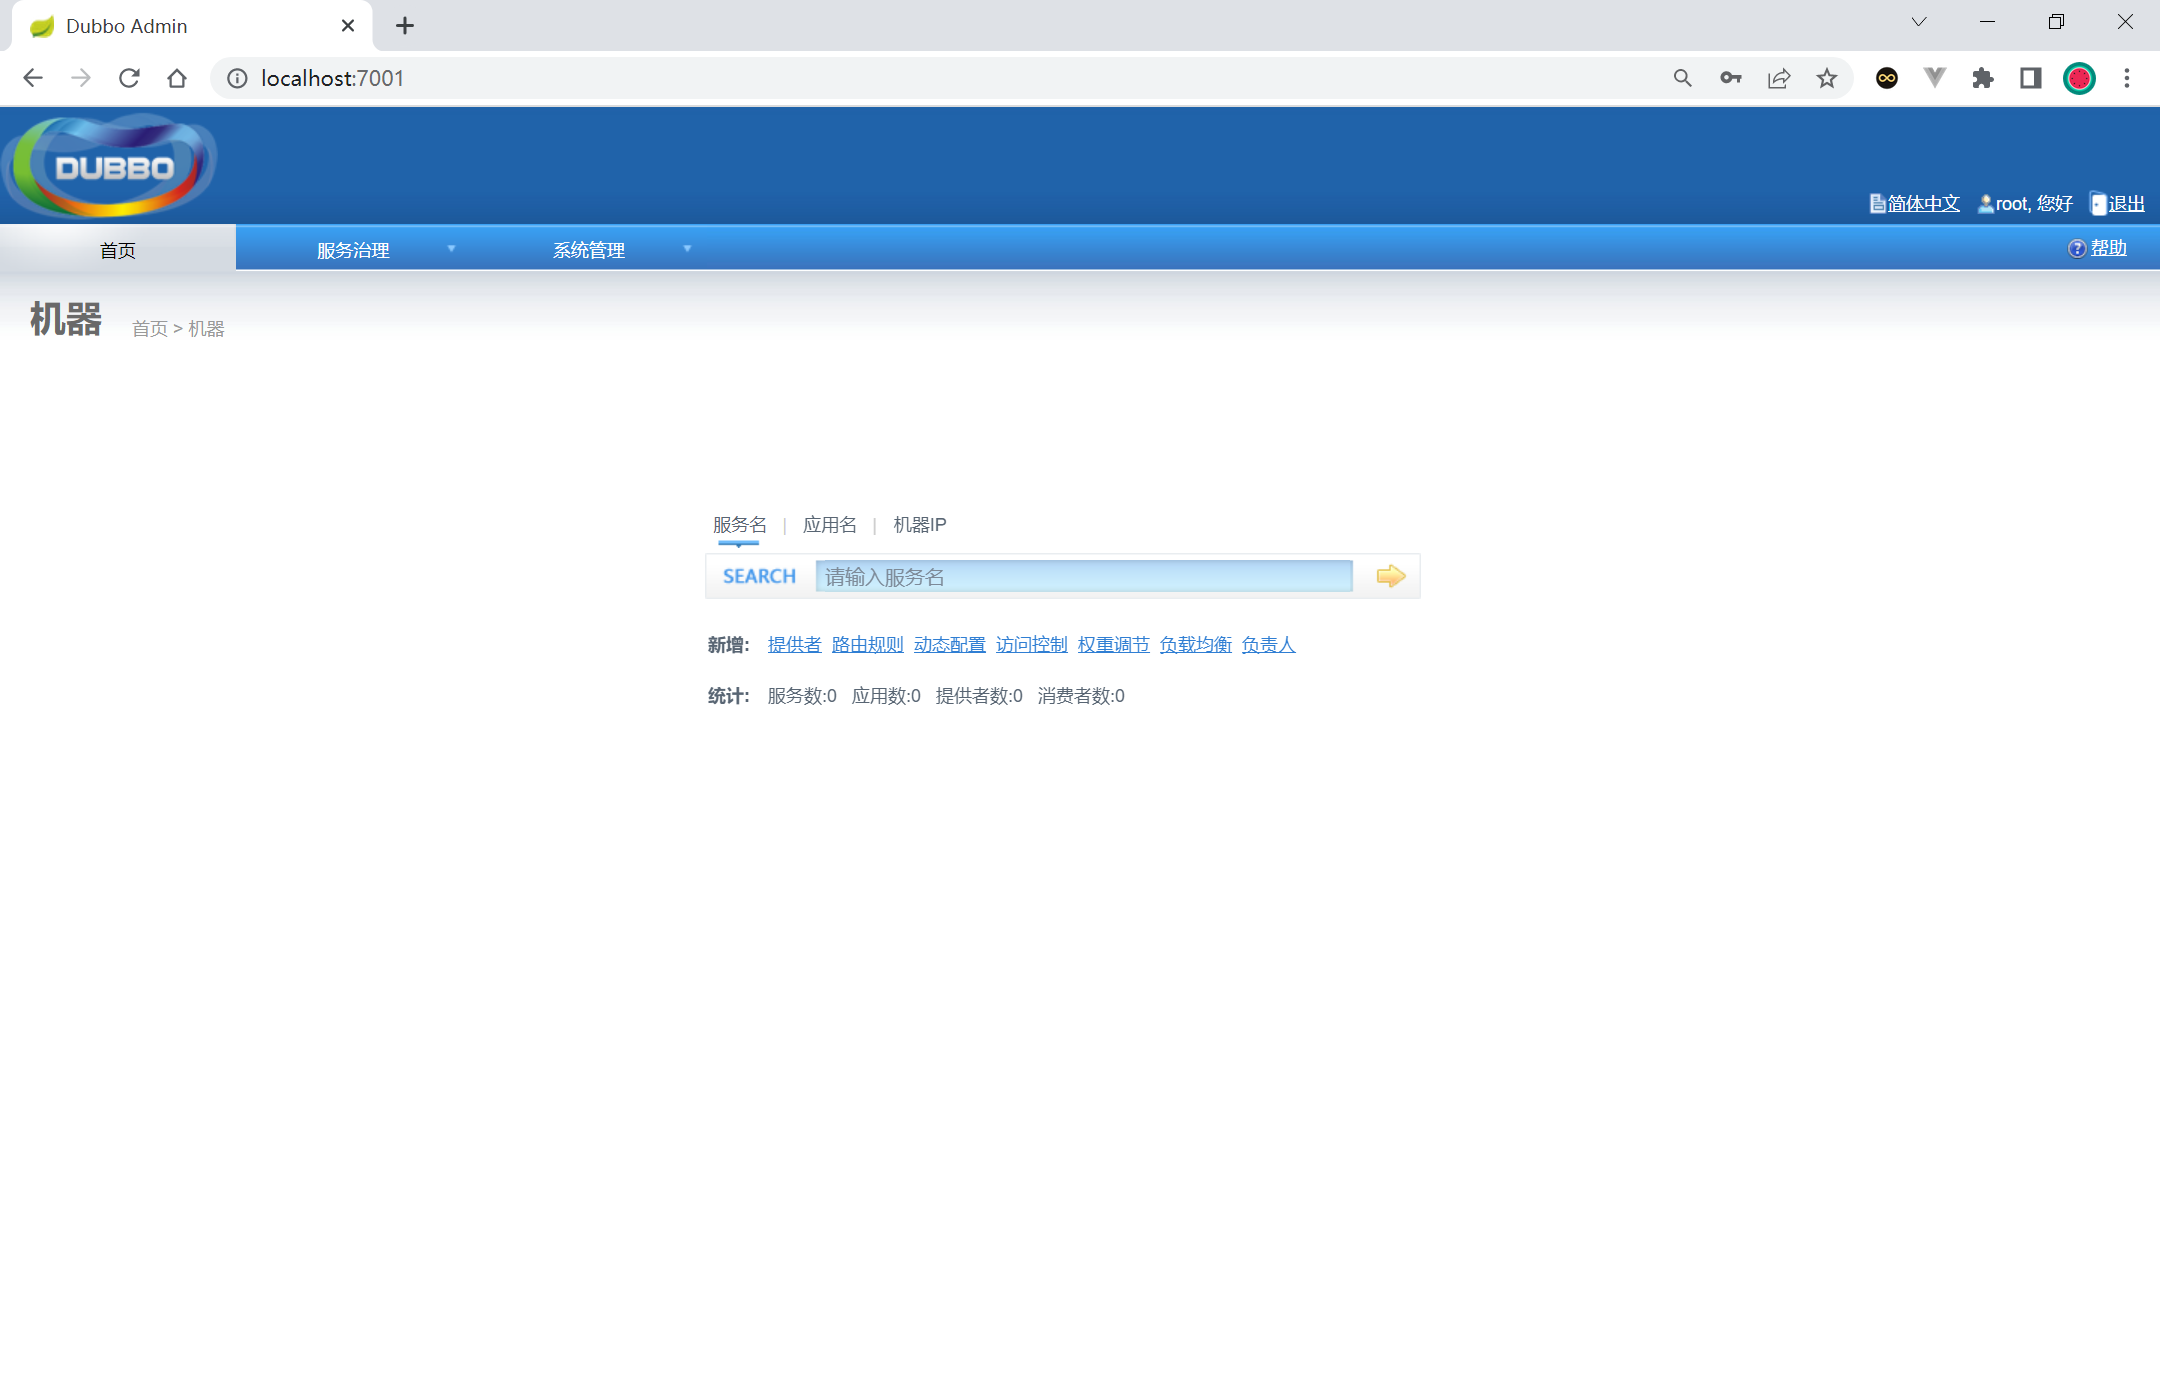 Dubbo Admin
localhost:7001
DUBBO
简体中文 root, 您好 退出
首页 服务治理 系统管理 帮助
机器 首页 > 机器
服务名 | 应用名 | 机器IP
SEARCH 请输入服务名
新增: 提供者 路由规则 动态配置 访问控制 权重调节 负载均衡 负责人
统计: 服务数:0 应用数:0 提供者数:0 消费者数:0